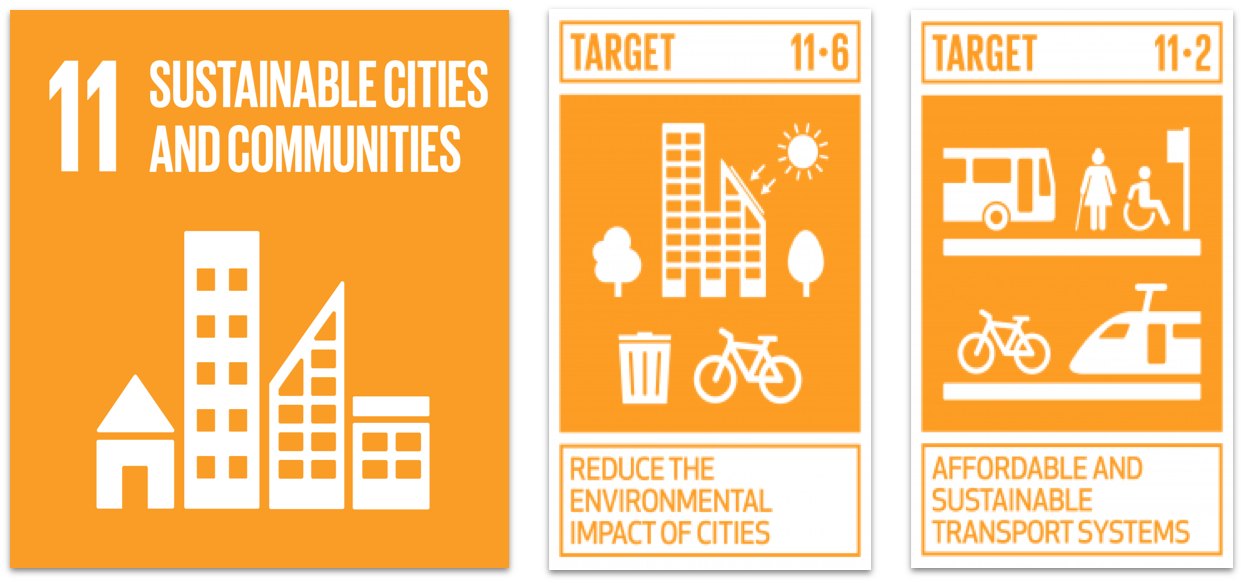 11 SUSTAINABLE CITIES
AND COMMUNITIES
TARGET 11·6
REDUCE THE
ENVIRONMENTAL
IMPACT OF CITIES
TARGET 11·2
AFFORDABLE AND
SUSTAINABLE
TRANSPORT SYSTEMS